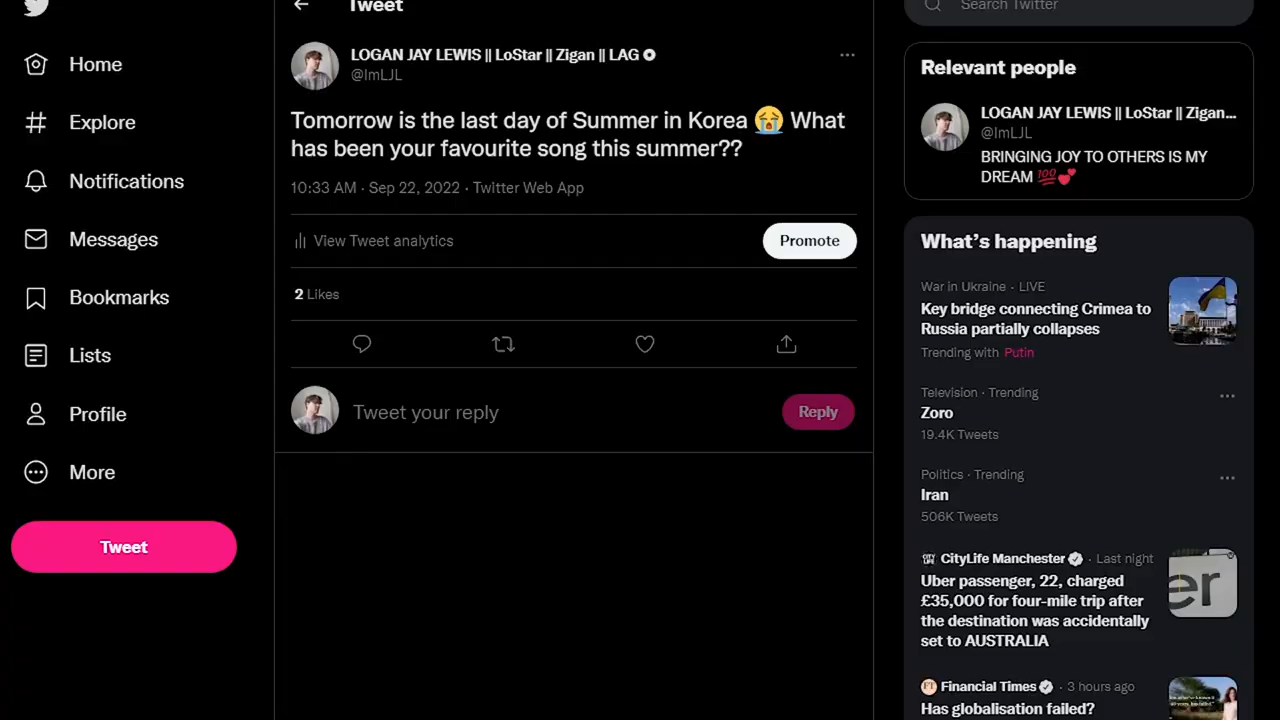 Home
Explore
Notifications
Messages
Bookmarks
Lists
Profile
More
Tweet
Tweet
LOGAN JAY LEWIS || LoStar || Zigan || LAG
@ImLJL
Tomorrow is the last day of Summer in Korea 😭 What
has been your favourite song this summer??
10:33 AM · Sep 22, 2022 · Twitter Web App
View Tweet analytics
Promote
2 Likes
Tweet your reply
Reply
Search Twitter
Relevant people
LOGAN JAY LEWIS || LoStar || Zigan...
@ImLJL
BRINGING JOY TO OTHERS IS MY
DREAM 💯💕
What's happening
War in Ukraine · LIVE
Key bridge connecting Crimea to
Russia partially collapses
Trending with Putin
Television · Trending
Zoro
19.4K Tweets
Politics · Trending
Iran
506K Tweets
CityLife Manchester · Last night
Uber passenger, 22, charged
£35,000 for four-mile trip after
the destination was accidentally
set to AUSTRALIA
er
Financial Times · 3 hours ago
Has globalisation failed?